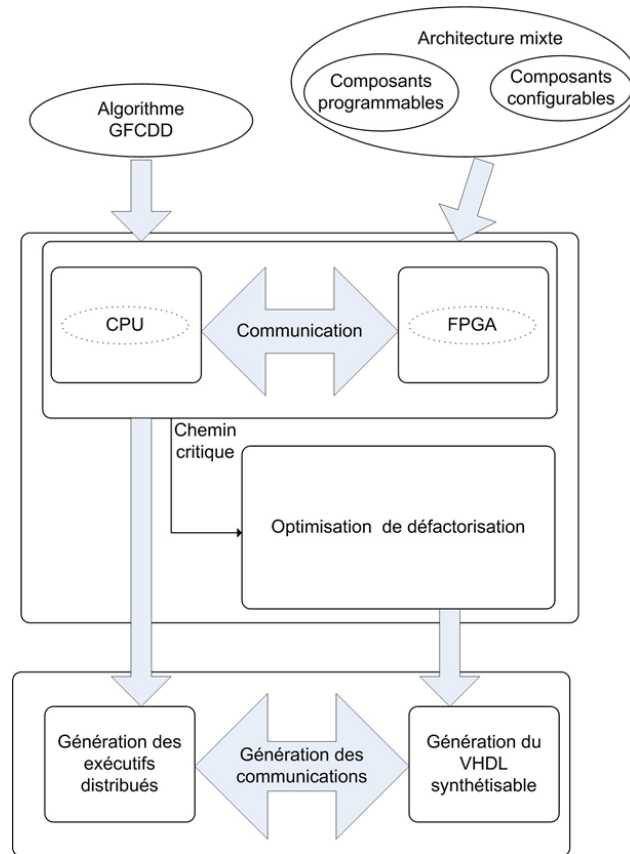 Architecture mixte
Composants
programmables
Composants
configurables
Algorithme
GFCDD
CPU
Communication
FPGA
Chemin
critique
Optimisation de défactorisation
Génération des
exécutifs
distribués
Génération des
communications
Génération du
VHDL
synthétisable